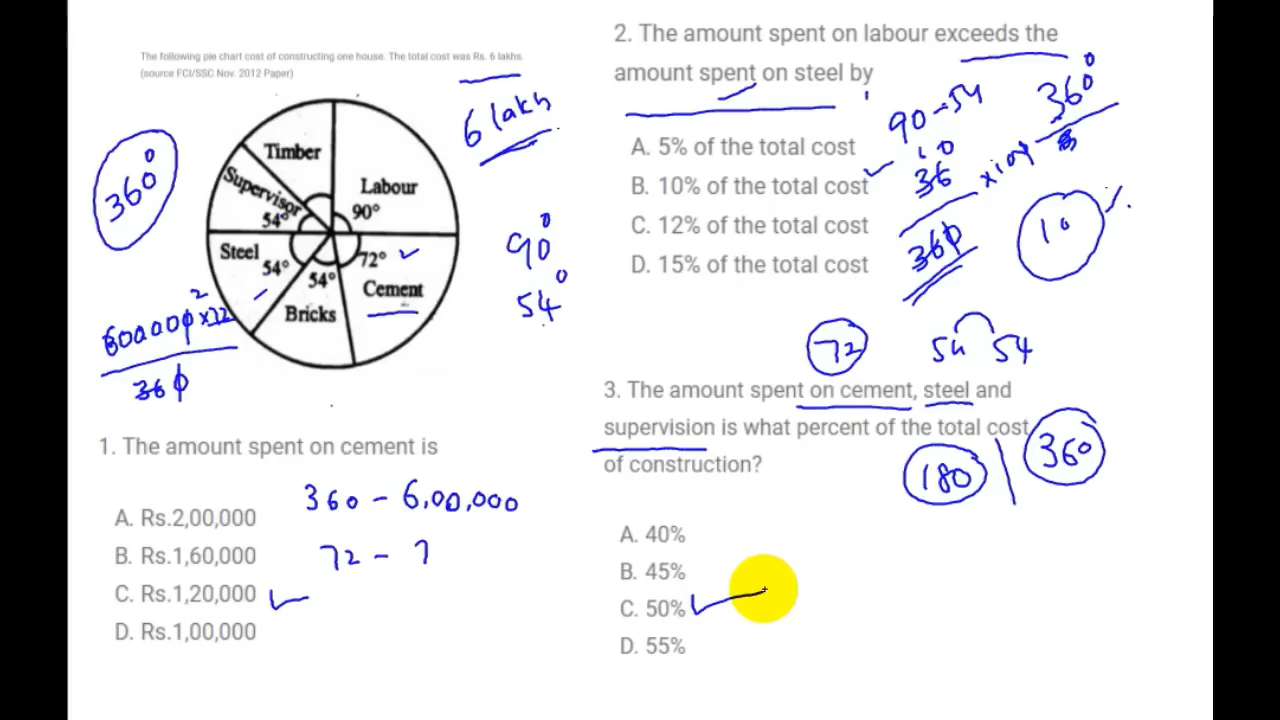 The following pie chart cost of constructing one house. The total cost was Rs. 6 lakhs.
(source FCI/SSC Nov. 2012 Paper)
6 lakh
360°
Timber
Labour
90°
Supervisor
54°
Steel
54°
54°
72°
Cement
Bricks
90°
54°
600000 × 72
2
360
1. The amount spent on cement is
A. Rs.2,00,000
B. Rs.1,60,000
C. Rs.1,20,000
D. Rs.1,00,000
360 - 6,00,000
72 - ?
2. The amount spent on labour exceeds the
amount spent on steel by
A. 5% of the total cost
B. 10% of the total cost
C. 12% of the total cost
D. 15% of the total cost
90 - 54
360°
10
36
360
10 %
72
54 54
3. The amount spent on cement, steel and
supervision is what percent of the total cost
of construction?
180 | 360
A. 40%
B. 45%
C. 50%
D. 55%